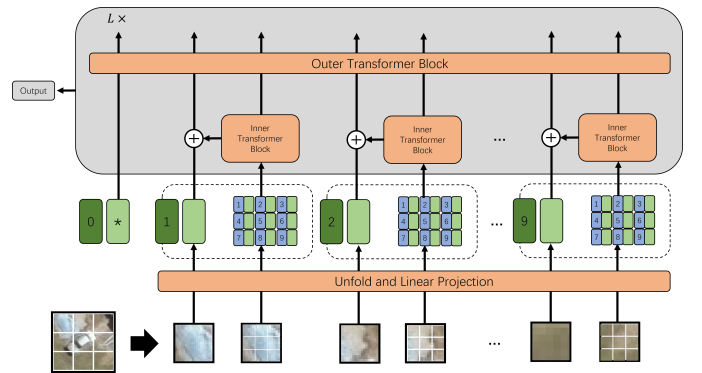 L ×
Outer Transformer Block
Output
Inner
Transformer
Block
Inner
Transformer
Block
...
Inner
Transformer
Block
0 *
1
1 2 3
4 5 6
7 8 9
2
1 2 3
4 5 6
7 8 9
...
9
1 2 3
4 5 6
7 8 9
Unfold and Linear Projection
...